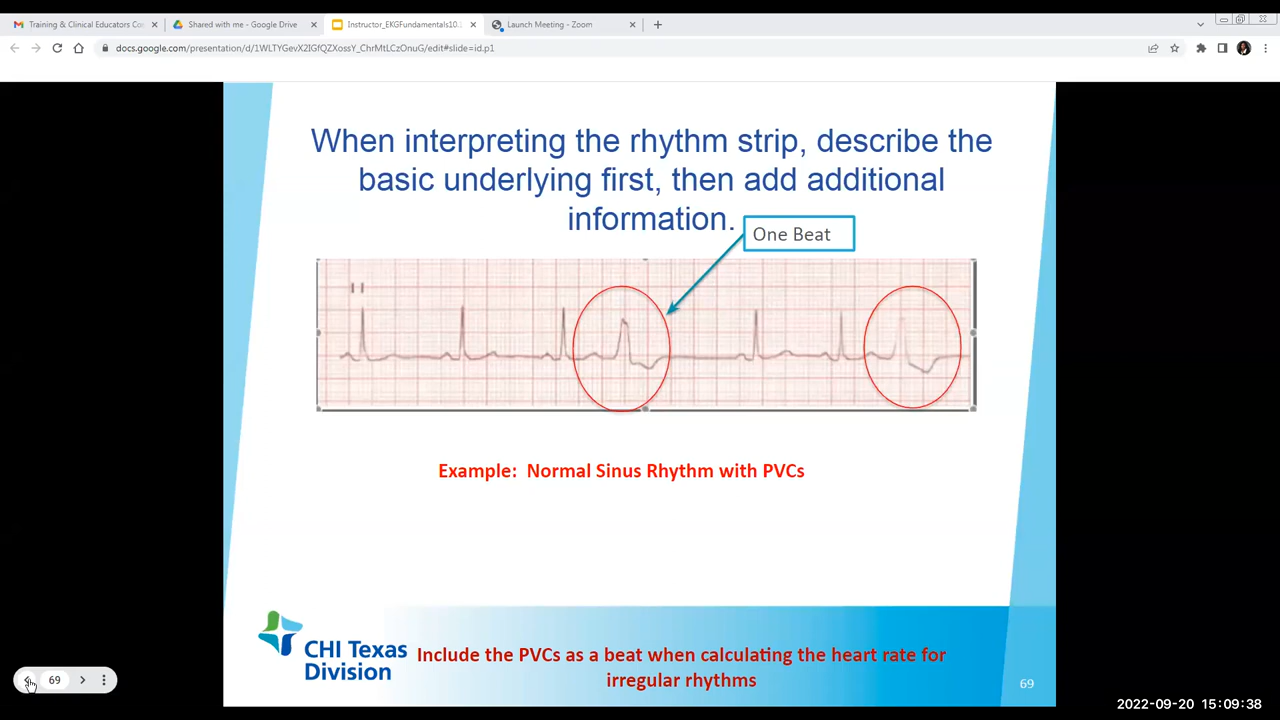 Training & Clinical Educators Co
Shared with me - Google Drive
Instructor_EKGFundamentals10.
Launch Meeting - Zoom
docs.google.com/presentation/d/1WLTYGevX2IGfQZXossY_ChrMtLCzOnuG/edit#slide=id.p1
When interpreting the rhythm strip, describe the
basic underlying first, then add additional
information.
One Beat
II
Example: Normal Sinus Rhythm with PVCs
CHI Texas
Division
Include the PVCs as a beat when calculating the heart rate for
irregular rhythms
69
69
2022-09-20 15:09:38